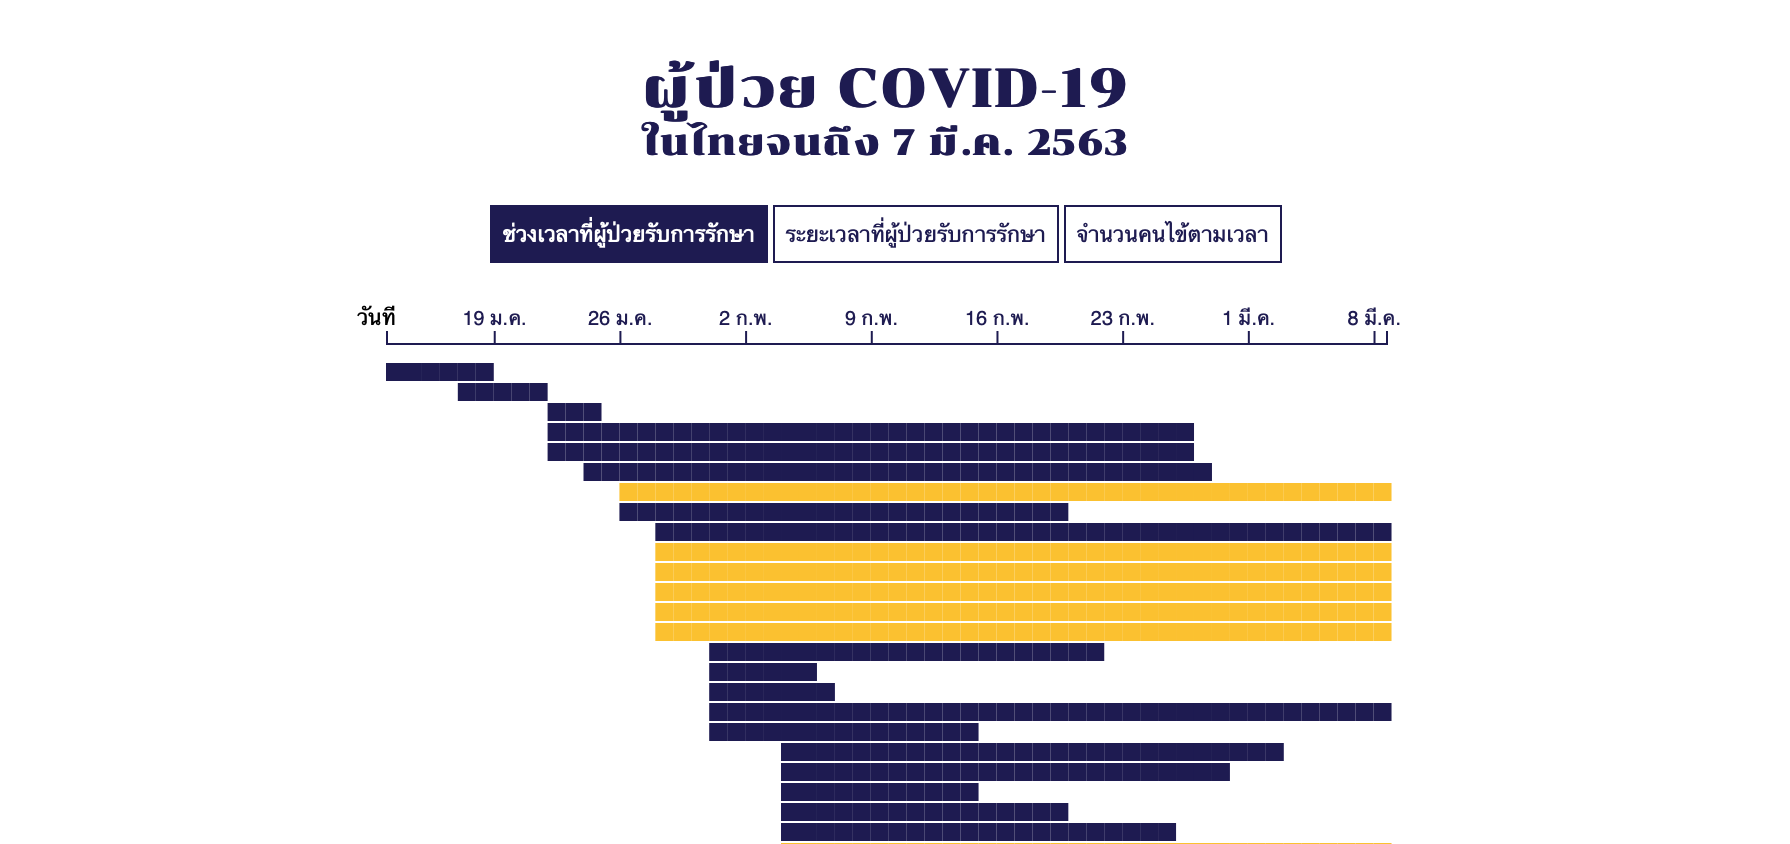 ผู้ป่วย COVID-19
ในไทยจนถึง 7 มี.ค. 2563
ช่วงเวลาที่ผู้ป่วยรับการรักษา ระยะเวลาที่ผู้ป่วยรับการรักษา จำนวนคนไข้ตามเวลา
วันที่ 19 ม.ค. 26 ม.ค. 2 ก.พ. 9 ก.พ. 16 ก.พ. 23 ก.พ. 1 มี.ค. 8 มี.ค.